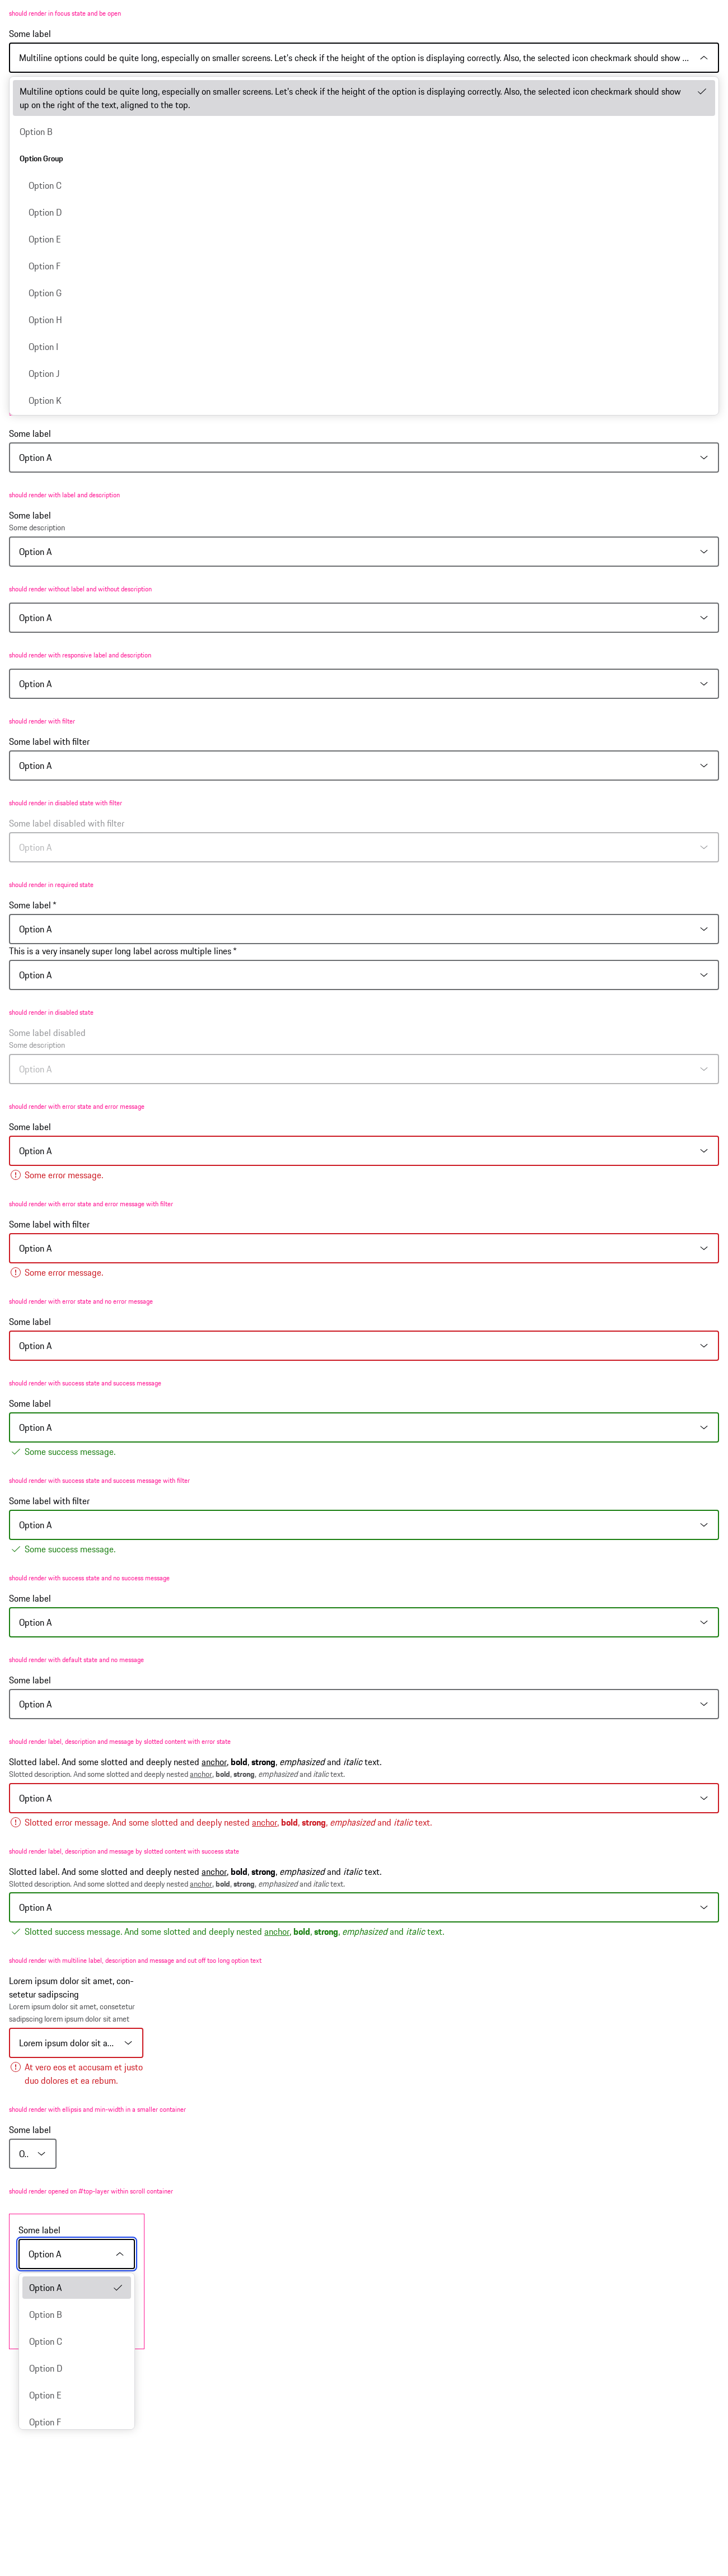 should render in focus state and be open
Some label
Multiline options could be quite long, especially on smaller screens. Let's check if the height of the option is displaying correctly. Also, the selected icon checkmark should show ...
Multiline options could be quite long, especially on smaller screens. Let's check if the height of the option is displaying correctly. Also, the selected icon checkmark should show
up on the right of the text, aligned to the top.
Option B
Option Group
Option C
Option D
Option E
Option F
Option G
Option H
Option I
Option J
Option K
Some label
Option A
should render with label and description
Some label
Some description
Option A
should render without label and without description
Option A
should render with responsive label and description
Option A
should render with filter
Some label with filter
Option A
should render in disabled state with filter
Some label disabled with filter
Option A
should render in required state
Some label *
Option A
This is a very insanely super long label across multiple lines *
Option A
should render in disabled state
Some label disabled
Some description
Option A
should render with error state and error message
Some label
Option A
Some error message.
should render with error state and error message with filter
Some label with filter
Option A
Some error message.
should render with error state and no error message
Some label
Option A
should render with success state and success message
Some label
Option A
Some success message.
should render with success state and success message with filter
Some label with filter
Option A
Some success message.
should render with success state and no success message
Some label
Option A
should render with default state and no message
Some label
Option A
should render label, description and message by slotted content with error state
Slotted label. And some slotted and deeply nested anchor, bold, strong, emphasized and italic text.
Slotted description. And some slotted and deeply nested anchor, bold, strong, emphasized and italic text.
Option A
Slotted error message. And some slotted and deeply nested anchor, bold, strong, emphasized and italic text.
should render label, description and message by slotted content with success state
Slotted label. And some slotted and deeply nested anchor, bold, strong, emphasized and italic text.
Slotted description. And some slotted and deeply nested anchor, bold, strong, emphasized and italic text.
Option A
Slotted success message. And some slotted and deeply nested anchor, bold, strong, emphasized and italic text.
should render with multiline label, description and message and cut off too long option text
Lorem ipsum dolor sit amet, con-
setetur sadipscing
Lorem ipsum dolor sit amet, consetetur
sadipscing lorem ipsum dolor sit amet
Lorem ipsum dolor sit a...
At vero eos et accusam et justo
duo dolores et ea rebum.
should render with ellipsis and min-width in a smaller container
Some label
O..
should render opened on #top-layer within scroll container
Some label
Option A
Option A
Option B
Option C
Option D
Option E
Option F